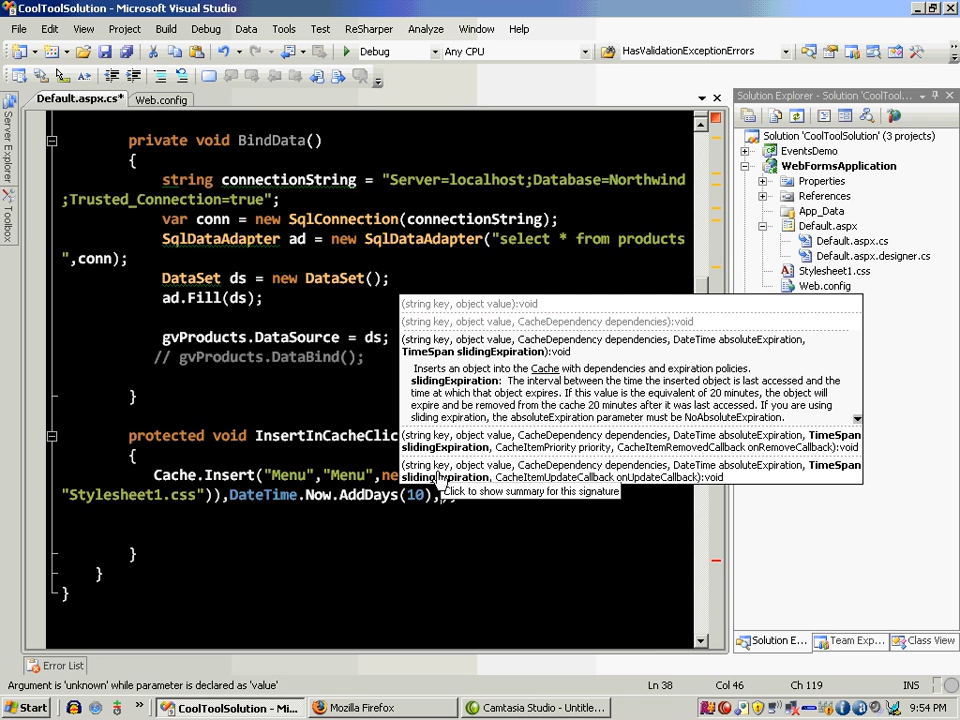 CoolToolSolution - Microsoft Visual Studio
File Edit View Project Build Debug Data Tools Test ReSharper Analyze Window Help
Debug Any CPU HasValidationExceptionErrors
Default.aspx.cs* Web.config
Server Explorer
Toolbox
private void BindData()
{
string connectionString = "Server=localhost;Database=Northwind
;Trusted_Connection=true";
var conn = new SqlConnection(connectionString);
SqlDataAdapter ad = new SqlDataAdapter("select * from products
",conn);
DataSet ds = new DataSet();
ad.Fill(ds);
gvProducts.DataSource = ds;
// gvProducts.DataBind();
}
protected void InsertInCacheClic
{
Cache.Insert("Menu","Menu",ne
"Stylesheet1.css")),DateTime.Now.AddDays(10),
}
}
}
(string key, object value):void
(string key, object value, CacheDependency dependencies):void
(string key, object value, CacheDependency dependencies, DateTime absoluteExpiration,
TimeSpan slidingExpiration):void
Inserts an object into the Cache with dependencies and expiration policies.
slidingExpiration: The interval between the time the inserted object is last accessed and the
time at which that object expires. If this value is the equivalent of 20 minutes, the object will
expire and be removed from the cache 20 minutes after it was last accessed. If you are using
sliding expiration, the absoluteExpiration parameter must be NoAbsoluteExpiration.
(string key, object value, CacheDependency dependencies, DateTime absoluteExpiration, TimeSpan
slidingExpiration, CacheItemPriority priority, CacheItemRemovedCallback onRemoveCallback):void
(string key, object value, CacheDependency dependencies, DateTime absoluteExpiration, TimeSpan
slidingExpiration, CacheItemUpdateCallback onUpdateCallback):void
Click to show summary for this signature
Solution Explorer - Solution 'CoolTool...
Solution 'CoolToolSolution' (3 projects)
EventsDemo
WebFormsApplication
Properties
References
App_Data
Default.aspx
Default.aspx.cs
Default.aspx.designer.cs
Stylesheet1.css
Web.config
Solution E... Team Exp... Class View
Error List
Argument is 'unknown' while parameter is declared as 'value' Ln 38 Col 46 Ch 119 INS
Start » CoolToolSolution - Mi... Mozilla Firefox Camtasia Studio - Untitle... 9:54 PM